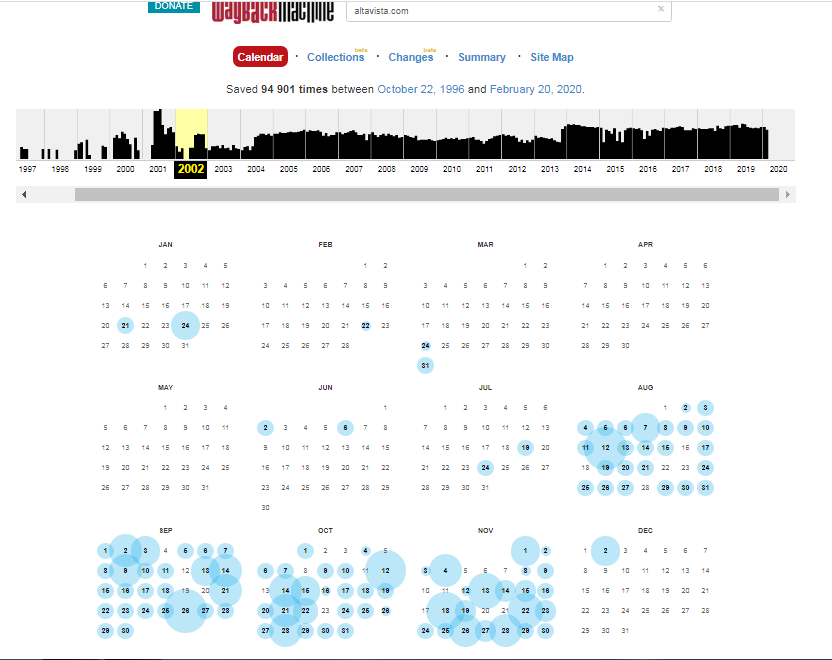 DONATE WayBackMachine altavista.com ×
Calendar · Collections beta · Changes beta · Summary · Site Map
Saved 94 901 times between October 22, 1996 and February 20, 2020.
1997 1998 1999 2000 2001 2002 2003 2004 2005 2006 2007 2008 2009 2010 2011 2012 2013 2014 2015 2016 2017 2018 2019 2020
JAN FEB MAR APR
1 2 3 4 5 1 2 1 2 1 2 3 4 5 6
6 7 8 9 10 11 12 3 4 5 6 7 8 9 3 4 5 6 7 8 9 7 8 9 10 11 12 13
13 14 15 16 17 18 19 10 11 12 13 14 15 16 10 11 12 13 14 15 16 14 15 16 17 18 19 20
20 21 22 23 24 25 26 17 18 19 20 21 22 23 17 18 19 20 21 22 23 21 22 23 24 25 26 27
27 28 29 30 31 24 25 26 27 28 24 25 26 27 28 29 30 28 29 30
31
MAY JUN JUL AUG
1 2 3 4 1 1 2 3 4 5 6 1 2 3
5 6 7 8 9 10 11 2 3 4 5 6 7 8 7 8 9 10 11 12 13 4 5 6 7 8 9 10
12 13 14 15 16 17 18 9 10 11 12 13 14 15 14 15 16 17 18 19 20 11 12 13 14 15 16 17
19 20 21 22 23 24 25 16 17 18 19 20 21 22 21 22 23 24 25 26 27 18 19 20 21 22 23 24
26 27 28 29 30 31 23 24 25 26 27 28 29 28 29 30 31 25 26 27 28 29 30 31
30
SEP OCT NOV DEC
1 2 3 4 5 6 7 1 2 3 4 5 1 2 1 2 3 4 5 6 7
8 9 10 11 12 13 14 6 7 8 9 10 11 12 3 4 5 6 7 8 9 8 9 10 11 12 13 14
15 16 17 18 19 20 21 13 14 15 16 17 18 19 10 11 12 13 14 15 16 15 16 17 18 19 20 21
22 23 24 25 26 27 28 20 21 22 23 24 25 26 17 18 19 20 21 22 23 22 23 24 25 26 27 28
29 30 27 28 29 30 31 24 25 26 27 28 29 30 29 30 31